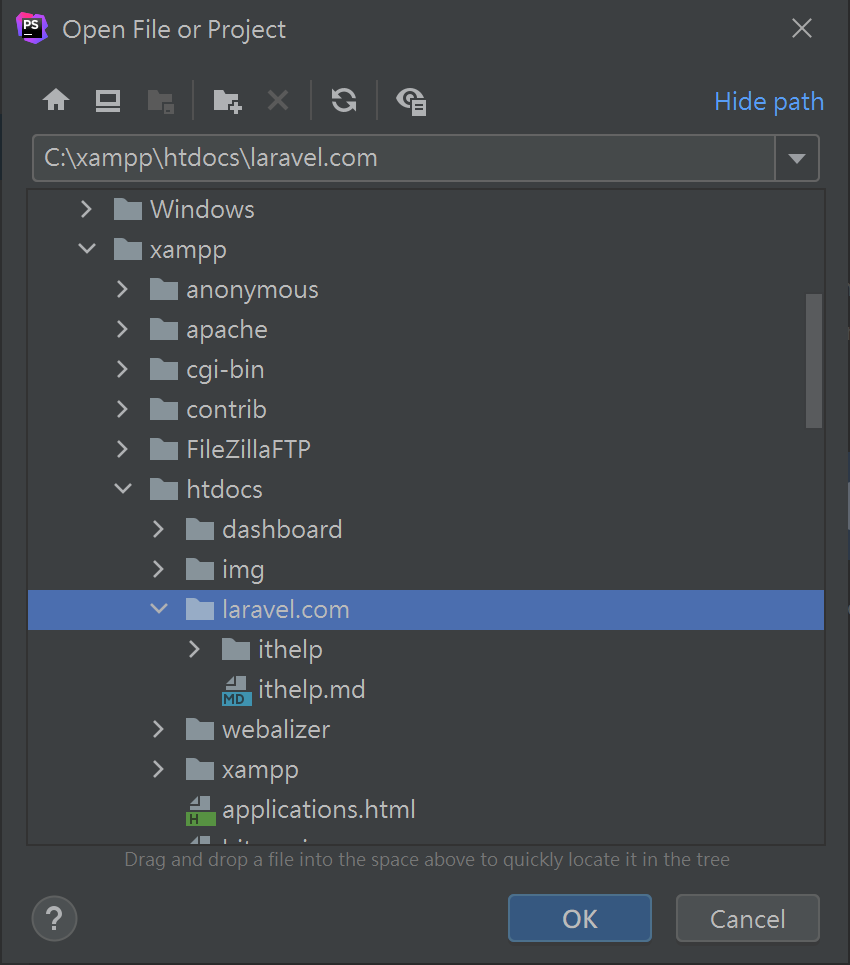 PS
Open File or Project
Hide path
C:\xampp\htdocs\laravel.com
Windows
xampp
anonymous
apache
cgi-bin
contrib
FileZillaFTP
htdocs
dashboard
img
laravel.com
ithelp
MD ithelp.md
webalizer
xampp
H applications.html
Drag and drop a file into the space above to quickly locate it in the tree
? OK Cancel